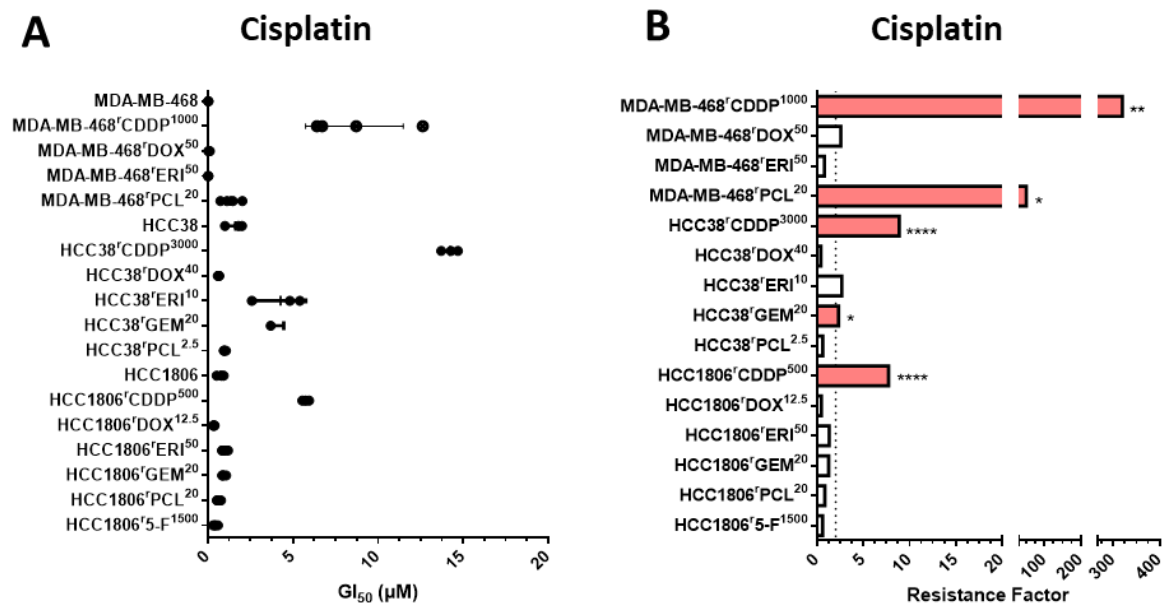 A
Cisplatin
MDA-MB-468
MDA-MB-468ʳCDDP¹⁰⁰⁰
MDA-MB-468ʳDOX⁵⁰
MDA-MB-468ʳERI⁵⁰
MDA-MB-468ʳPCL²⁰
HCC38
HCC38ʳCDDP³⁰⁰⁰
HCC38ʳDOX⁴⁰
HCC38ʳERI¹⁰
HCC38ʳGEM²⁰
HCC38ʳPCL²·⁵
HCC1806
HCC1806ʳCDDP⁵⁰⁰
HCC1806ʳDOX¹²·⁵
HCC1806ʳERI⁵⁰
HCC1806ʳGEM²⁰
HCC1806ʳPCL²⁰
HCC1806ʳ5-F¹⁵⁰⁰
0 5 10 15 20
GI₅₀ (µM)
B
Cisplatin
MDA-MB-468ʳCDDP¹⁰⁰⁰ **
MDA-MB-468ʳDOX⁵⁰
MDA-MB-468ʳERI⁵⁰
MDA-MB-468ʳPCL²⁰ *
HCC38ʳCDDP³⁰⁰⁰ ****
HCC38ʳDOX⁴⁰
HCC38ʳERI¹⁰
HCC38ʳGEM²⁰ *
HCC38ʳPCL²·⁵
HCC1806ʳCDDP⁵⁰⁰ ****
HCC1806ʳDOX¹²·⁵
HCC1806ʳERI⁵⁰
HCC1806ʳGEM²⁰
HCC1806ʳPCL²⁰
HCC1806ʳ5-F¹⁵⁰⁰
0 5 10 15 20 100 200 300 400
Resistance Factor